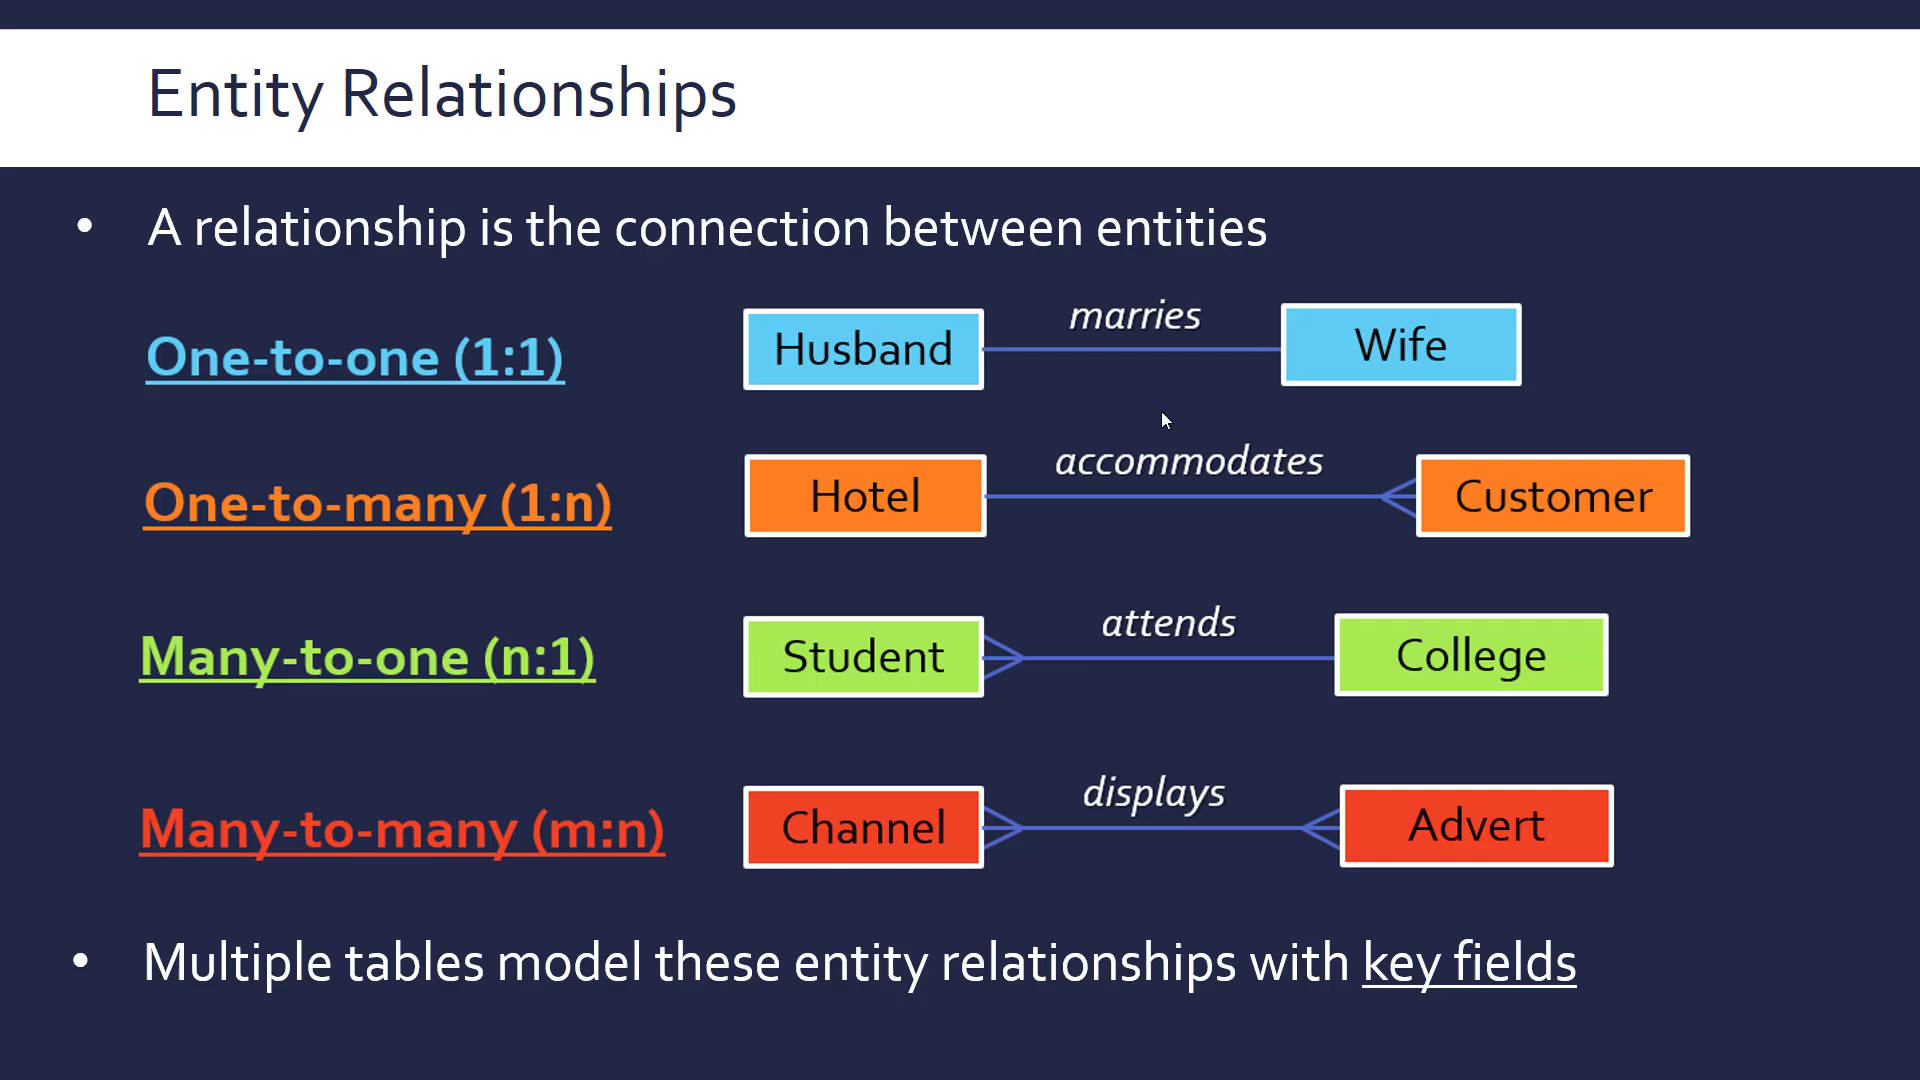 Entity Relationships
• A relationship is the connection between entities
One-to-one (1:1)
Husband marries Wife
One-to-many (1:n)
Hotel accommodates Customer
Many-to-one (n:1)
Student attends College
Many-to-many (m:n)
Channel displays Advert
• Multiple tables model these entity relationships with key fields